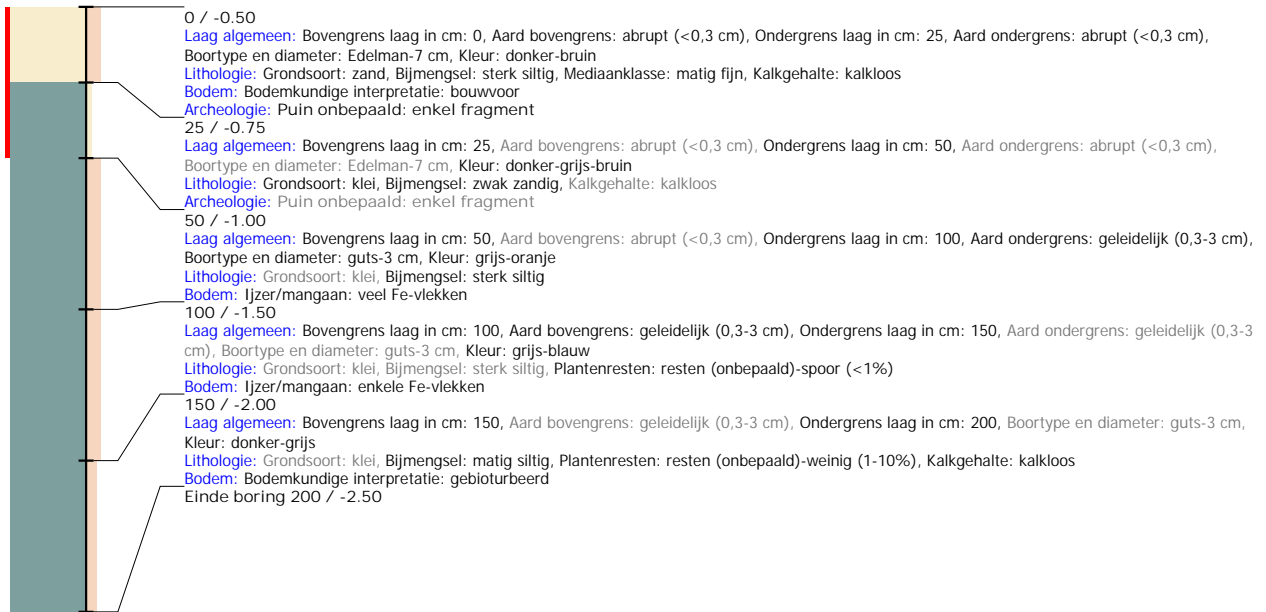 0 / -0.50
Laag algemeen: Bovengrens laag in cm: 0, Aard bovengrens: abrupt (<0,3 cm), Ondergrens laag in cm: 25, Aard ondergrens: abrupt (<0,3 cm),
Boortype en diameter: Edelman-7 cm, Kleur: donker-bruin
Lithologie: Grondsoort: zand, Bijmengsel: sterk siltig, Mediaanklasse: matig fijn, Kalkgehalte: kalkloos
Bodem: Bodemkundige interpretatie: bouwvoor
Archeologie: Puin onbepaald: enkel fragment
25 / -0.75
Laag algemeen: Bovengrens laag in cm: 25, Aard bovengrens: abrupt (<0,3 cm), Ondergrens laag in cm: 50, Aard ondergrens: abrupt (<0,3 cm),
Boortype en diameter: Edelman-7 cm, Kleur: donker-grijs-bruin
Lithologie: Grondsoort: klei, Bijmengsel: zwak zandig, Kalkgehalte: kalkloos
Archeologie: Puin onbepaald: enkel fragment
50 / -1.00
Laag algemeen: Bovengrens laag in cm: 50, Aard bovengrens: abrupt (<0,3 cm), Ondergrens laag in cm: 100, Aard ondergrens: geleidelijk (0,3-3 cm),
Boortype en diameter: guts-3 cm, Kleur: grijs-oranje
Lithologie: Grondsoort: klei, Bijmengsel: sterk siltig
Bodem: Ijzer/mangaan: veel Fe-vlekken
100 / -1.50
Laag algemeen: Bovengrens laag in cm: 100, Aard bovengrens: geleidelijk (0,3-3 cm), Ondergrens laag in cm: 150, Aard ondergrens: geleidelijk (0,3-3
cm), Boortype en diameter: guts-3 cm, Kleur: grijs-blauw
Lithologie: Grondsoort: klei, Bijmengsel: sterk siltig, Plantenresten: resten (onbepaald)-spoor (<1%)
Bodem: Ijzer/mangaan: enkele Fe-vlekken
150 / -2.00
Laag algemeen: Bovengrens laag in cm: 150, Aard bovengrens: geleidelijk (0,3-3 cm), Ondergrens laag in cm: 200, Boortype en diameter: guts-3 cm,
Kleur: donker-grijs
Lithologie: Grondsoort: klei, Bijmengsel: matig siltig, Plantenresten: resten (onbepaald)-weinig (1-10%), Kalkgehalte: kalkloos
Bodem: Bodemkundige interpretatie: gebioturbeerd
Einde boring 200 / -2.50